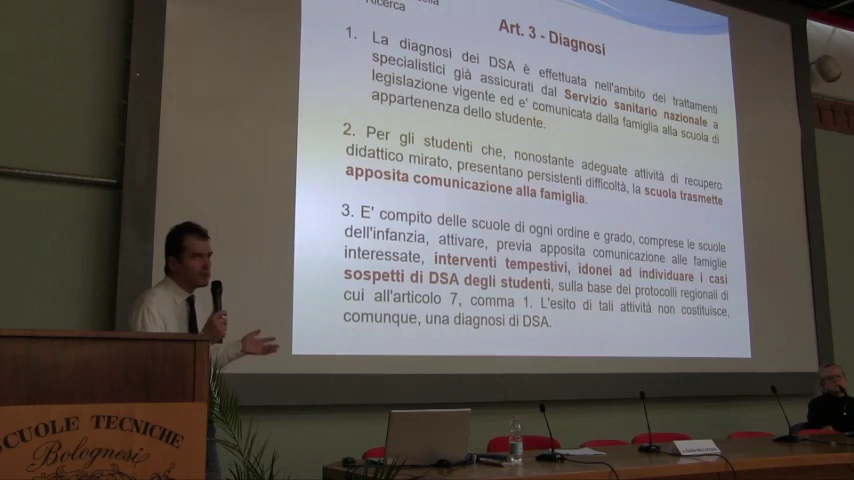 Ricerca
Art. 3 - Diagnosi
1. La diagnosi dei DSA è effettuata nell'ambito dei trattamenti
specialistici già assicurati dal Servizio sanitario nazionale a
legislazione vigente ed e' comunicata dalla famiglia alla scuola di
appartenenza dello studente.
2. Per gli studenti che, nonostante adeguate attività di recupero
didattico mirato, presentano persistenti difficoltà, la scuola trasmette
apposita comunicazione alla famiglia.
3. E' compito delle scuole di ogni ordine e grado, comprese le scuole
dell'infanzia, attivare, previa apposita comunicazione alle famiglie
interessate, interventi tempestivi, idonei ad individuare i casi
sospetti di DSA degli studenti, sulla base dei protocolli regionali di
cui all'articolo 7, comma 1. L'esito di tali attività non costituisce,
comunque, una diagnosi di DSA.
SCUOLE TECNICHE
Bolognesi